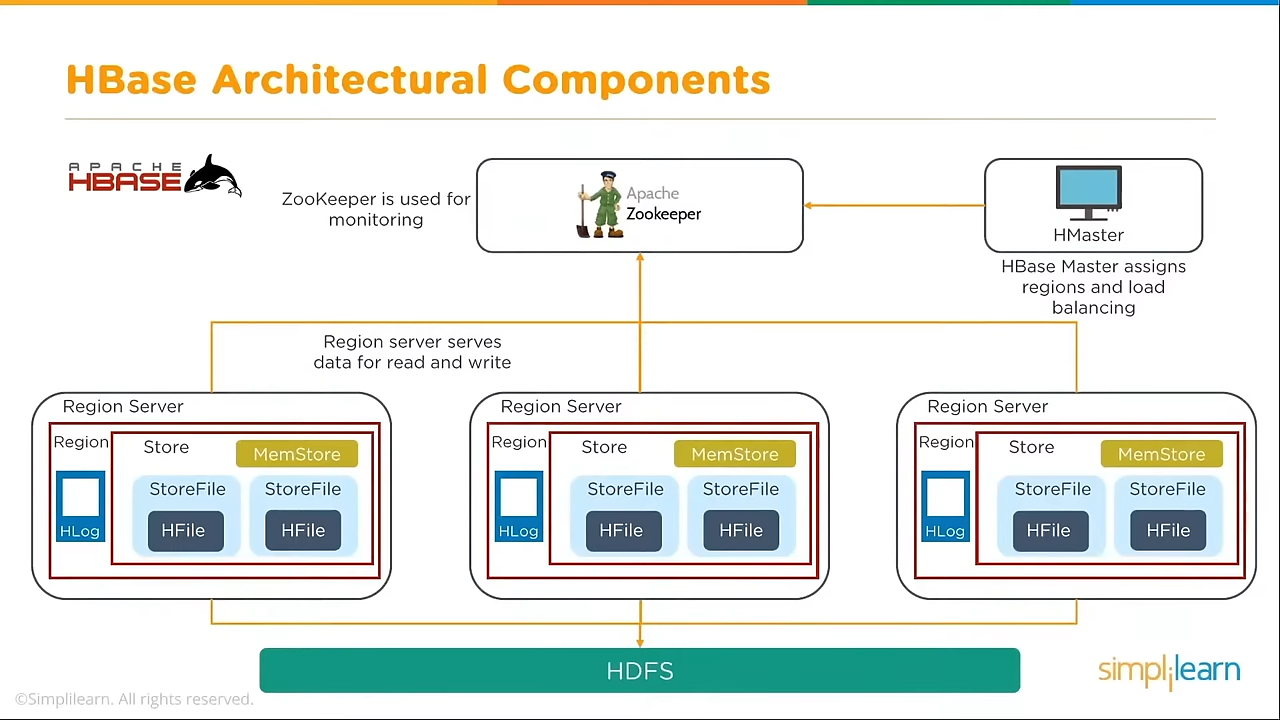 HBase Architectural Components
APACHE
HBASE
ZooKeeper is used for
monitoring
Apache
Zookeeper
HMaster
HBase Master assigns
regions and load
balancing
Region server serves
data for read and write
Region Server
Region
Store
MemStore
StoreFile
StoreFile
HLog
HFile
HFile
Region Server
Region
Store
MemStore
StoreFile
StoreFile
HLog
HFile
HFile
Region Server
Region
Store
MemStore
StoreFile
StoreFile
HLog
HFile
HFile
HDFS
simplilearn
©Simplilearn. All rights reserved.